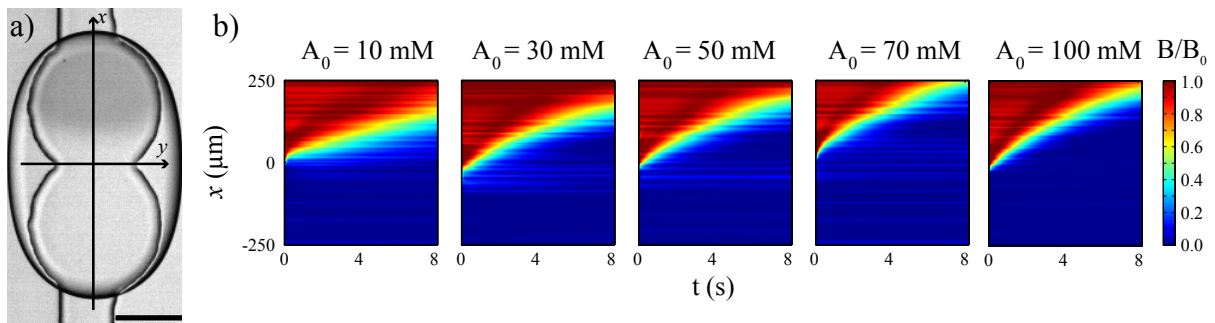 a)
x
y
b)
A₀ = 10 mM
A₀ = 30 mM
A₀ = 50 mM
A₀ = 70 mM
A₀ = 100 mM
B/B₀
x (μm)
250
0
-250
0 4 8
0 4 8
0 4 8
0 4 8
0 4 8
t (s)
1.0
0.8
0.6
0.4
0.2
0.0